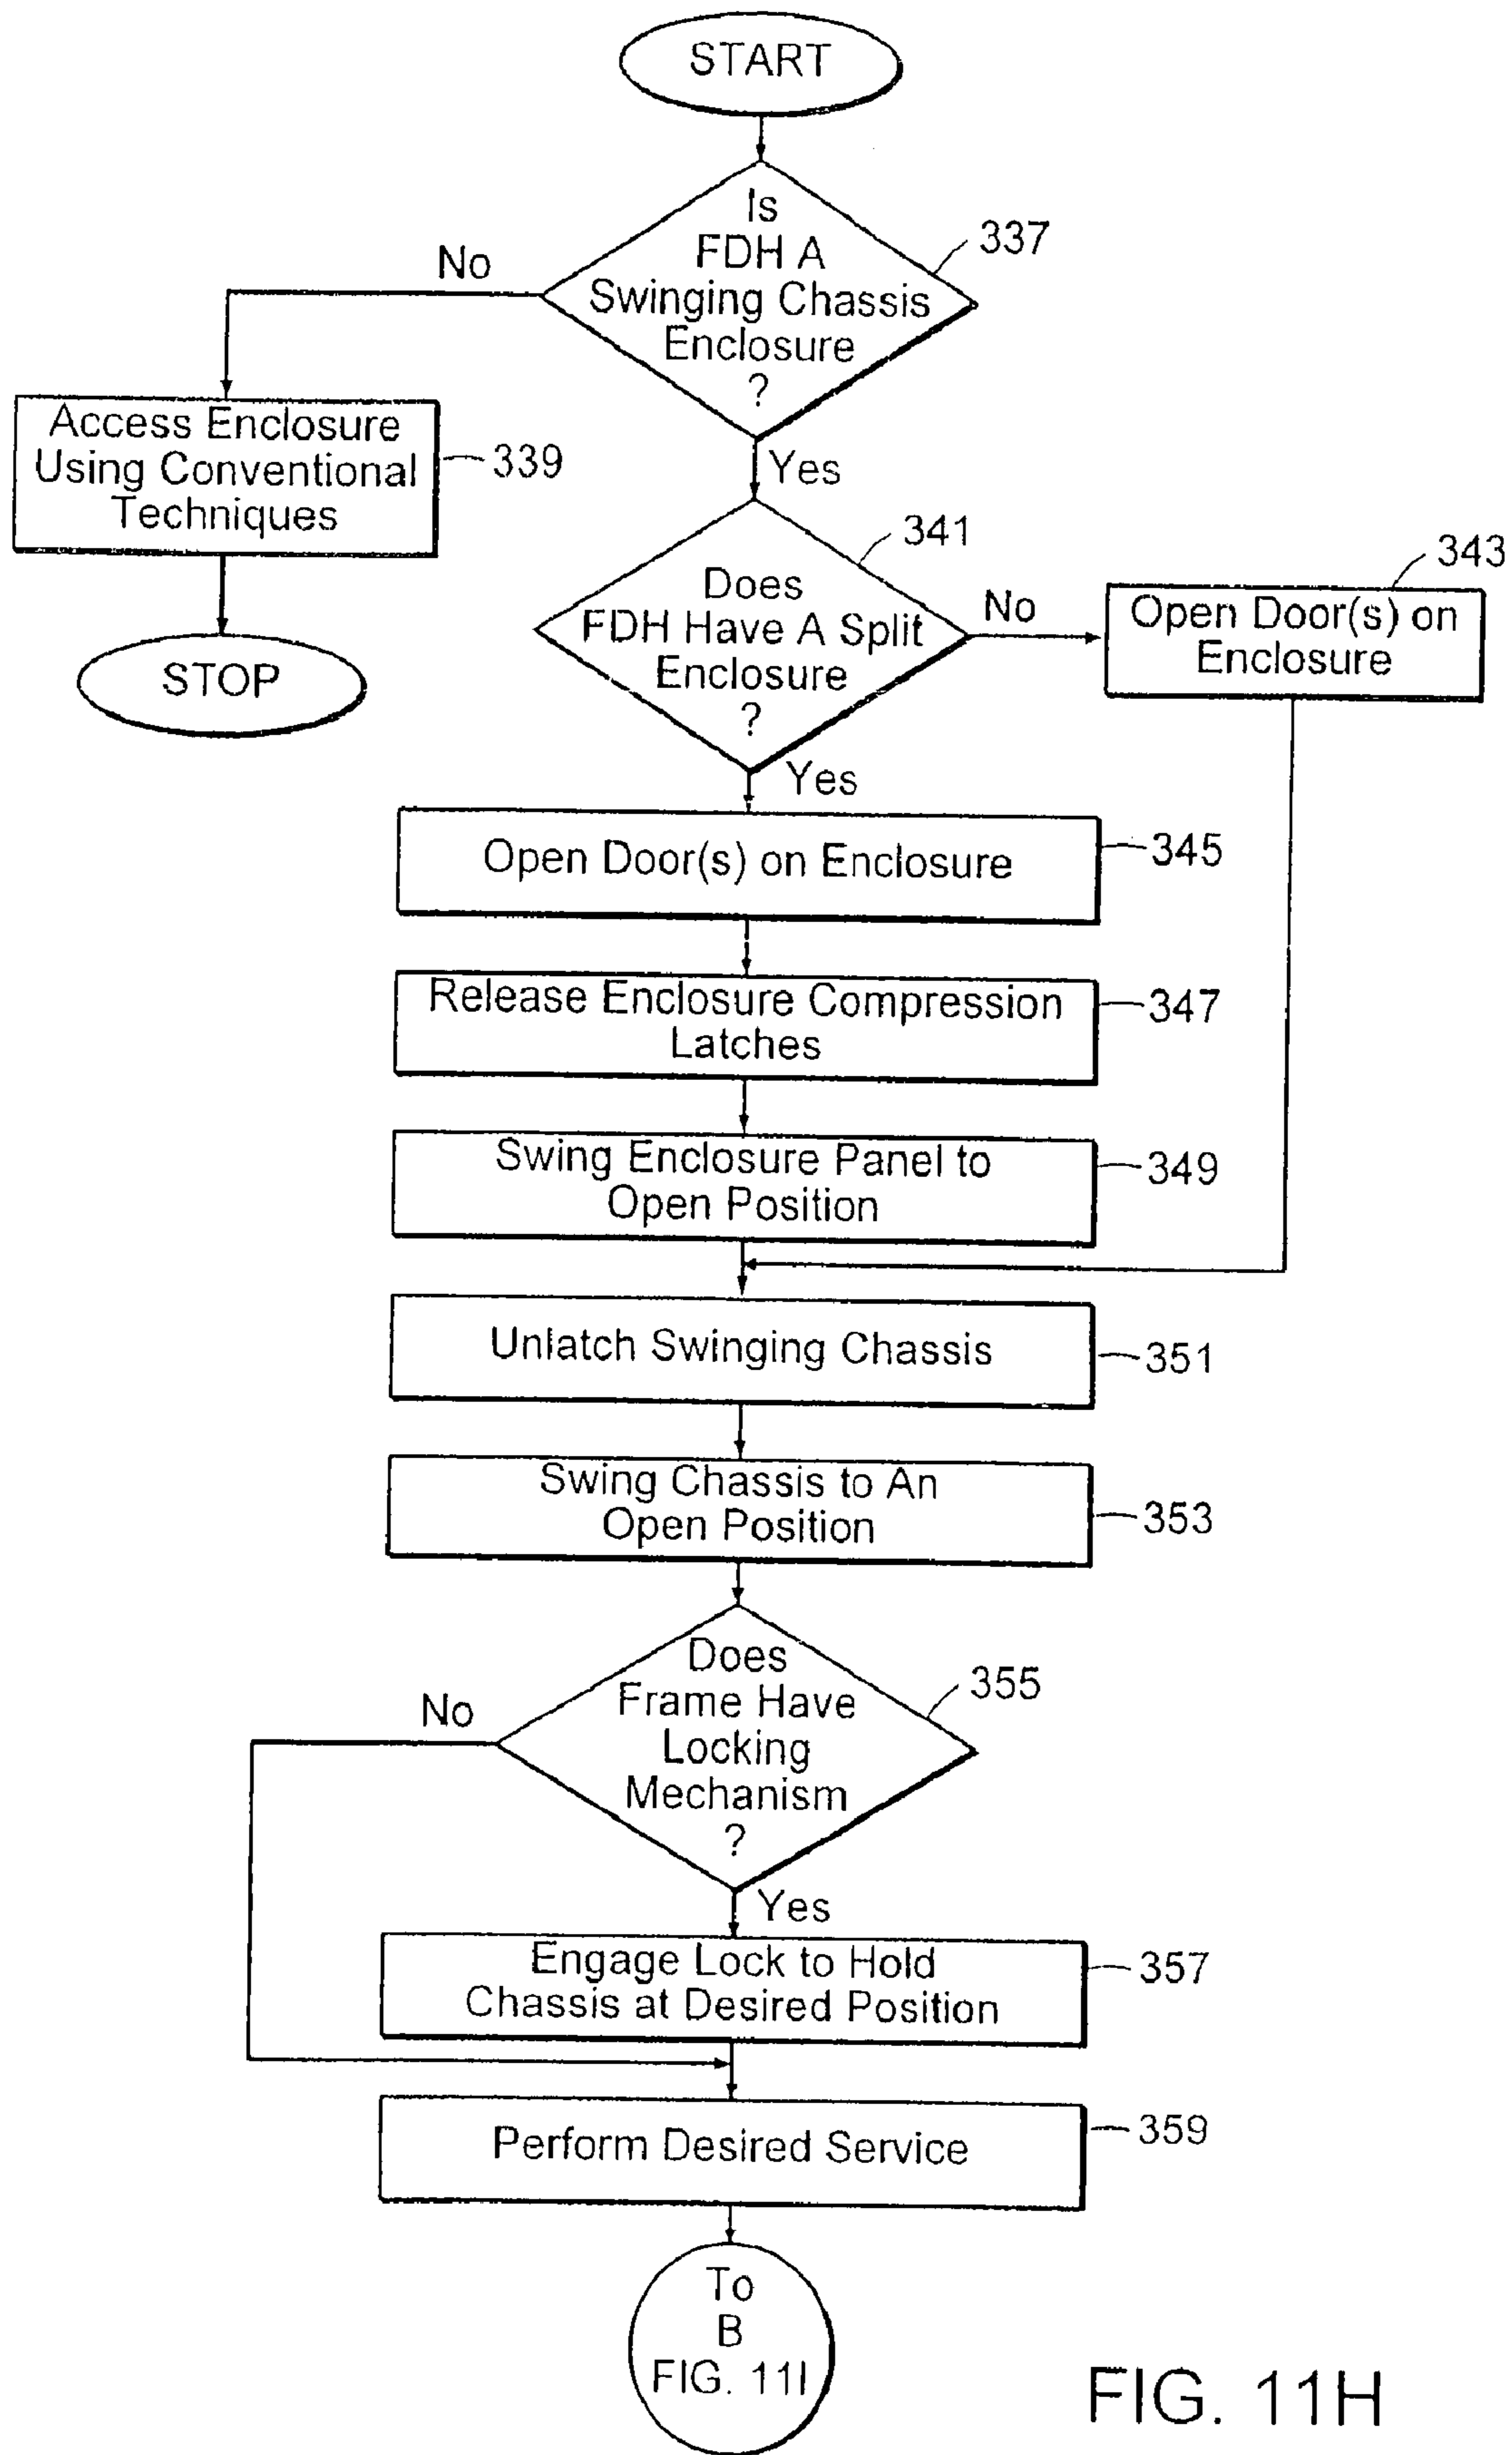 START
Is
FDH A
Swinging Chassis
Enclosure
?
337
No
Yes
Access Enclosure
Using Conventional
Techniques
339
STOP
341
Does
FDH Have A Split
Enclosure
?
No
Yes
343
Open Door(s) on
Enclosure
Open Door(s) on Enclosure
345
Release Enclosure Compression
Latches
347
Swing Enclosure Panel to
Open Position
349
Unlatch Swinging Chassis
351
Swing Chassis to An
Open Position
353
Does
Frame Have
Locking
Mechanism
?
355
No
Yes
Engage Lock to Hold
Chassis at Desired Position
357
Perform Desired Service
359
To
B
FIG. 11I
FIG. 11H